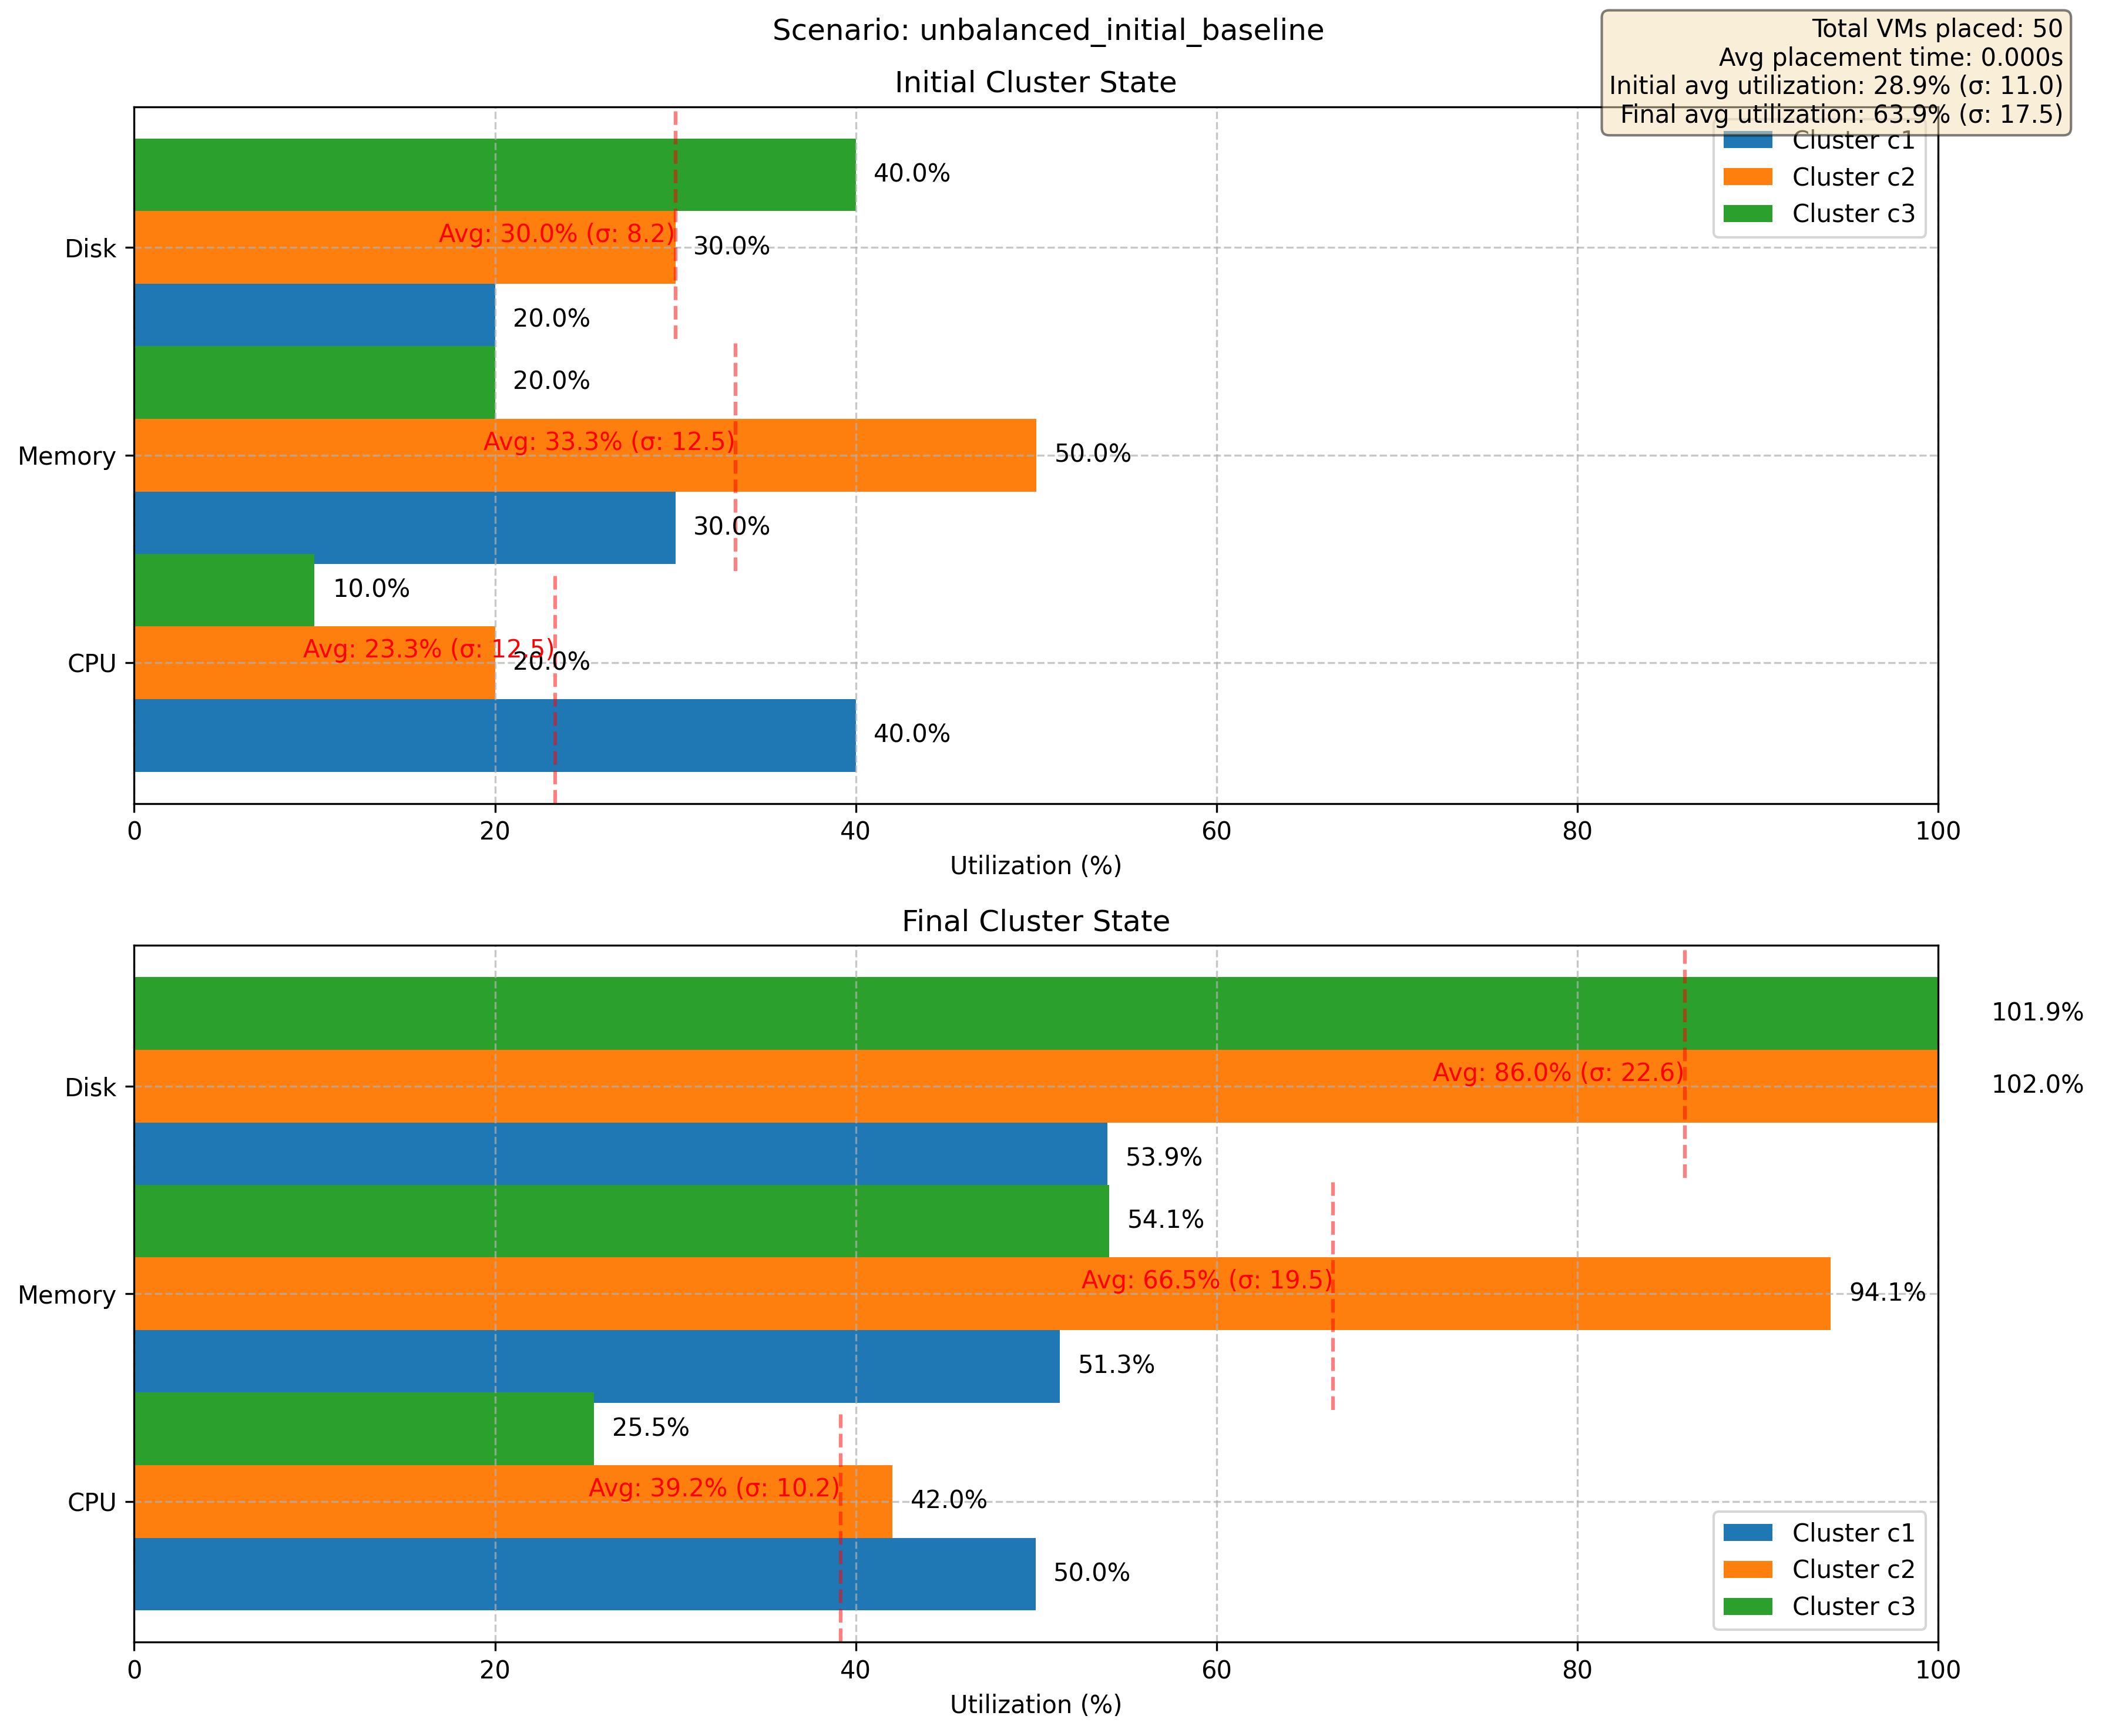 Scenario: unbalanced_initial_baseline
Total VMs placed: 50
Avg placement time: 0.000s
Initial avg utilization: 28.9% (σ: 11.0)
Final avg utilization: 63.9% (σ: 17.5)
Initial Cluster State
Cluster c1
Cluster c2
Cluster c3
Disk
40.0%
Avg: 30.0% (σ: 8.2)
30.0%
20.0%
Memory
20.0%
Avg: 33.3% (σ: 12.5)
50.0%
30.0%
CPU
10.0%
Avg: 23.3% (σ: 12.5)
20.0%
40.0%
0 20 40 60 80 100
Utilization (%)
Final Cluster State
Disk
101.9%
Avg: 86.0% (σ: 22.6)
102.0%
53.9%
Memory
54.1%
Avg: 66.5% (σ: 19.5)
94.1%
51.3%
CPU
25.5%
Avg: 39.2% (σ: 10.2)
42.0%
50.0%
Cluster c1
Cluster c2
Cluster c3
0 20 40 60 80 100
Utilization (%)